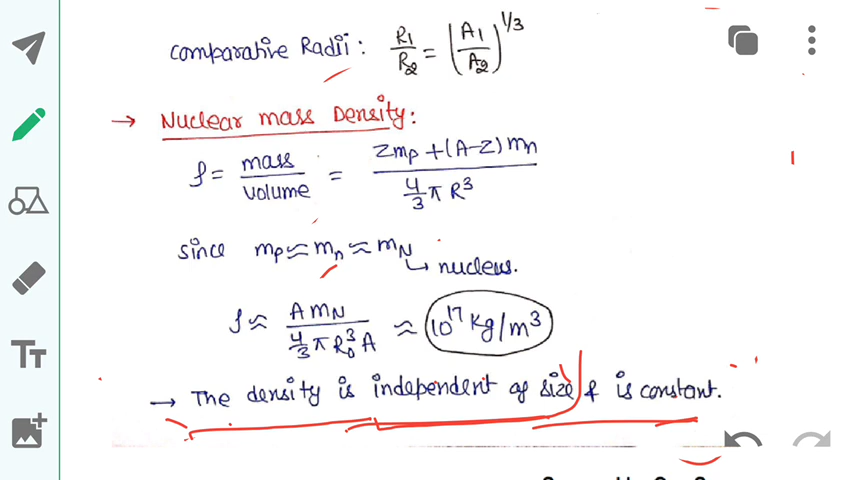 Comparative Radii : R1/R2 = (A1/A2)^1/3
→ Nuclear mass Density :
ρ = mass/volume = Zmp + (A-Z) mn / 4/3 π R³
since mp ≈ mn ≈ mN
↳ nucleus.
ρ ≈ A mN / 4/3 π R0³ A ≈ 10^17 Kg/m³
→ The density is independent of size & is constant.
TT